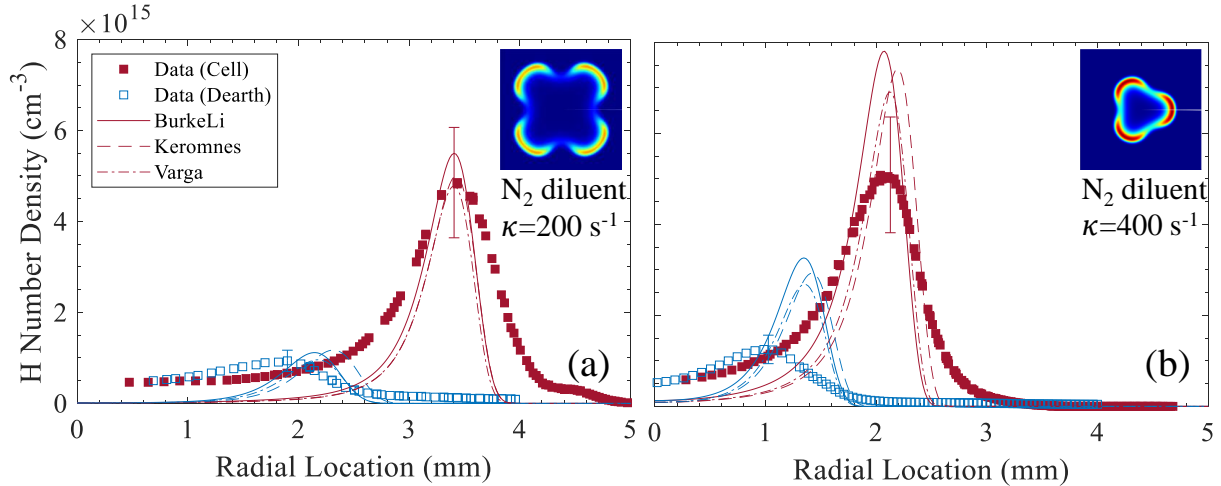 ×10^15
8
6
4
2
0
H Number Density (cm^-3)
Data (Cell)
Data (Dearth)
BurkeLi
Keromnes
Varga
N₂ diluent
κ=200 s^-1
(a)
0 1 2 3 4 5
Radial Location (mm)
N₂ diluent
κ=400 s^-1
(b)
0 1 2 3 4 5
Radial Location (mm)